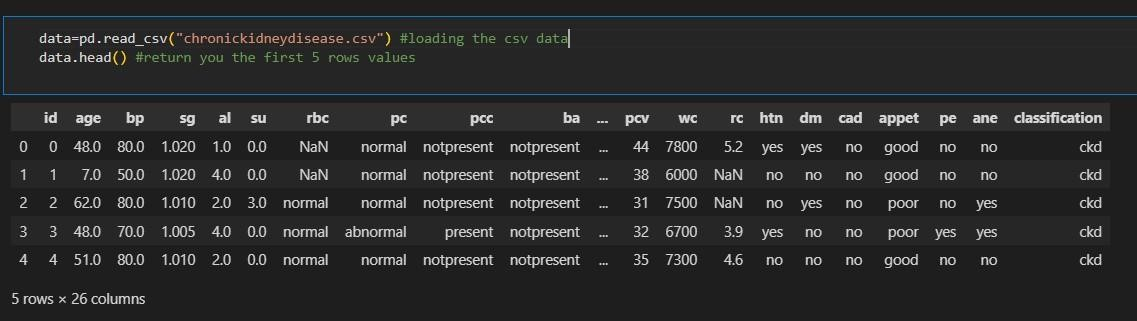 data=pd.read_csv("chronickidneydisease.csv") #loading the csv data
data.head() #return you the first 5 rows values
id age bp sg al su rbc pc pcc ba ... pcv wc rc htn dm cad appet pe ane classification
0 0 48.0 80.0 1.020 1.0 0.0 NaN normal notpresent notpresent ... 44 7800 5.2 yes yes no good no no ckd
1 1 7.0 50.0 1.020 4.0 0.0 NaN normal notpresent notpresent ... 38 6000 NaN no no no good no no ckd
2 2 62.0 80.0 1.010 2.0 3.0 normal normal notpresent notpresent ... 31 7500 NaN no yes no poor no yes ckd
3 3 48.0 70.0 1.005 4.0 0.0 normal abnormal present notpresent ... 32 6700 3.9 yes no no poor yes yes ckd
4 4 51.0 80.0 1.010 2.0 0.0 normal normal notpresent notpresent ... 35 7300 4.6 no no no good no no ckd
5 rows × 26 columns